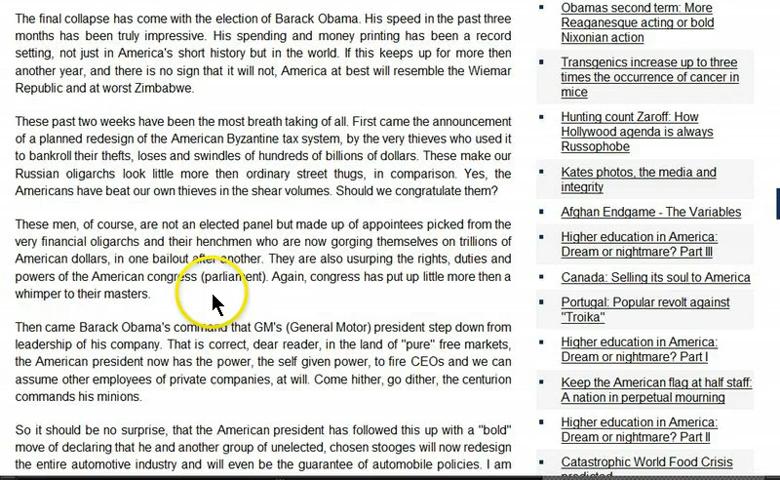 The final collapse has come with the election of Barack Obama. His speed in the past three
months has been truly impressive. His spending and money printing has been a record
setting, not just in America's short history but in the world. If this keeps up for more then
another year, and there is no sign that it will not, America at best will resemble the Wiemar
Republic and at worst Zimbabwe.
These past two weeks have been the most breath taking of all. First came the announcement
of a planned redesign of the American Byzantine tax system, by the very thieves who used it
to bankroll their thefts, loses and swindles of hundreds of billions of dollars. These make our
Russian oligarchs look little more then ordinary street thugs, in comparison. Yes, the
Americans have beat our own thieves in the shear volumes. Should we congratulate them?
These men, of course, are not an elected panel but made up of appointees picked from the
very financial oligarchs and their henchmen who are now gorging themselves on trillions of
American dollars, in one bailout after another. They are also usurping the rights, duties and
powers of the American congress (parliament). Again, congress has put up little more then a
whimper to their masters.
Then came Barack Obama's command that GM's (General Motor) president step down from
leadership of his company. That is correct, dear reader, in the land of "pure" free markets,
the American president now has the power, the self given power, to fire CEOs and we can
assume other employees of private companies, at will. Come hither, go dither, the centurion
commands his minions.
So it should be no surprise, that the American president has followed this up with a "bold"
move of declaring that he and another group of unelected, chosen stooges will now redesign
the entire automotive industry and will even be the guarantee of automobile policies. I am
Obamas second term: More
Reaganesque acting or bold
Nixonian action
Transgenics increase up to three
times the occurrence of cancer in
mice
Hunting count Zaroff: How
Hollywood agenda is always
Russophobe
Kates photos, the media and
integrity
Afghan Endgame - The Variables
Higher education in America:
Dream or nightmare? Part III
Canada: Selling its soul to America
Portugal: Popular revolt against
"Troika"
Higher education in America:
Dream or nightmare? Part I
Keep the American flag at half staff:
A nation in perpetual mourning
Higher education in America:
Dream or nightmare? Part II
Catastrophic World Food Crisis
predicted